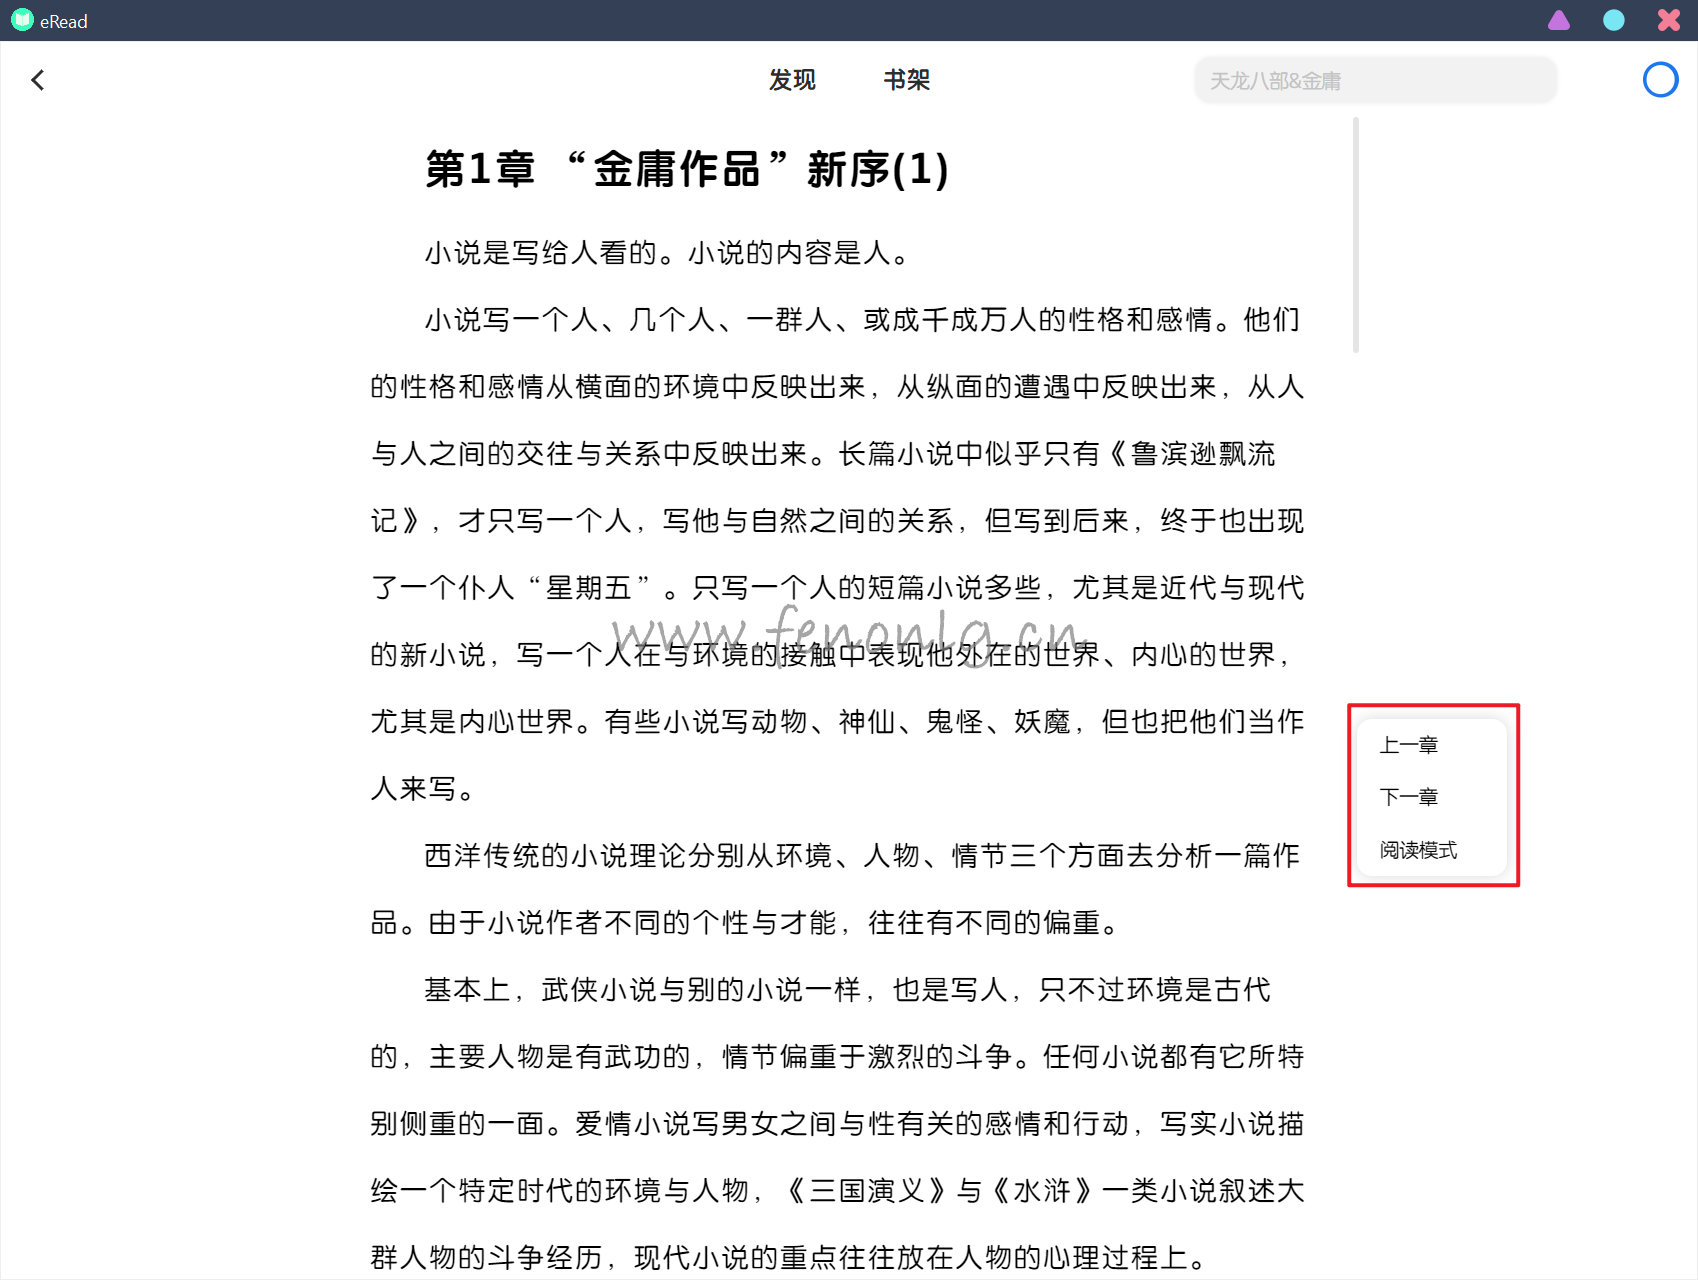 eRead
发现
书架
天龙八部&金庸
第1章 “金庸作品”新序(1)
小说是写给人看的。小说的内容是人。
小说写一个人、几个人、一群人、或成千成万人的性格和感情。他们
的性格和感情从横面的环境中反映出来，从纵面的遭遇中反映出来，从人
与人之间的交往与关系中反映出来。长篇小说中似乎只有《鲁滨逊飘流
记》，才只写一个人，写他与自然之间的关系，但写到后来，终于也出现
了一个仆人“星期五”。只写一个人的短篇小说多些，尤其是近代与现代
www.fenonlg.cn
的新小说，写一个人在与环境的接触中表现他外在的世界、内心的世界，
尤其是内心世界。有些小说写动物、神仙、鬼怪、妖魔，但也把他们当作
人来写。
上一章
下一章
阅读模式
西洋传统的小说理论分别从环境、人物、情节三个方面去分析一篇作
品。由于小说作者不同的个性与才能，往往有不同的偏重。
基本上，武侠小说与别的小说一样，也是写人，只不过环境是古代
的，主要人物是有武功的，情节偏重于激烈的斗争。任何小说都有它所特
别侧重的一面。爱情小说写男女之间与性有关的感情和行动，写实小说描
绘一个特定时代的环境与人物，《三国演义》与《水浒》一类小说叙述大
群人物的斗争经历，现代小说的重点往往放在人物的心理过程上。